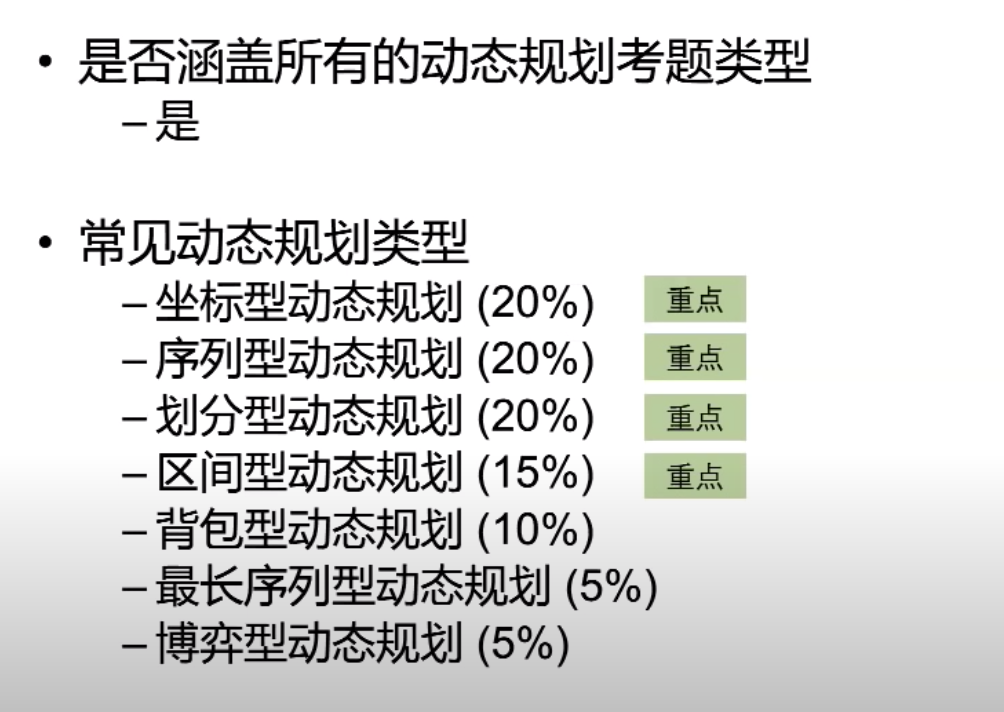 • 是否涵盖所有的动态规划考题类型
– 是
• 常见动态规划类型
– 坐标型动态规划 (20%) 重点
– 序列型动态规划 (20%) 重点
– 划分型动态规划 (20%) 重点
– 区间型动态规划 (15%) 重点
– 背包型动态规划 (10%)
– 最长序列型动态规划 (5%)
– 博弈型动态规划 (5%)